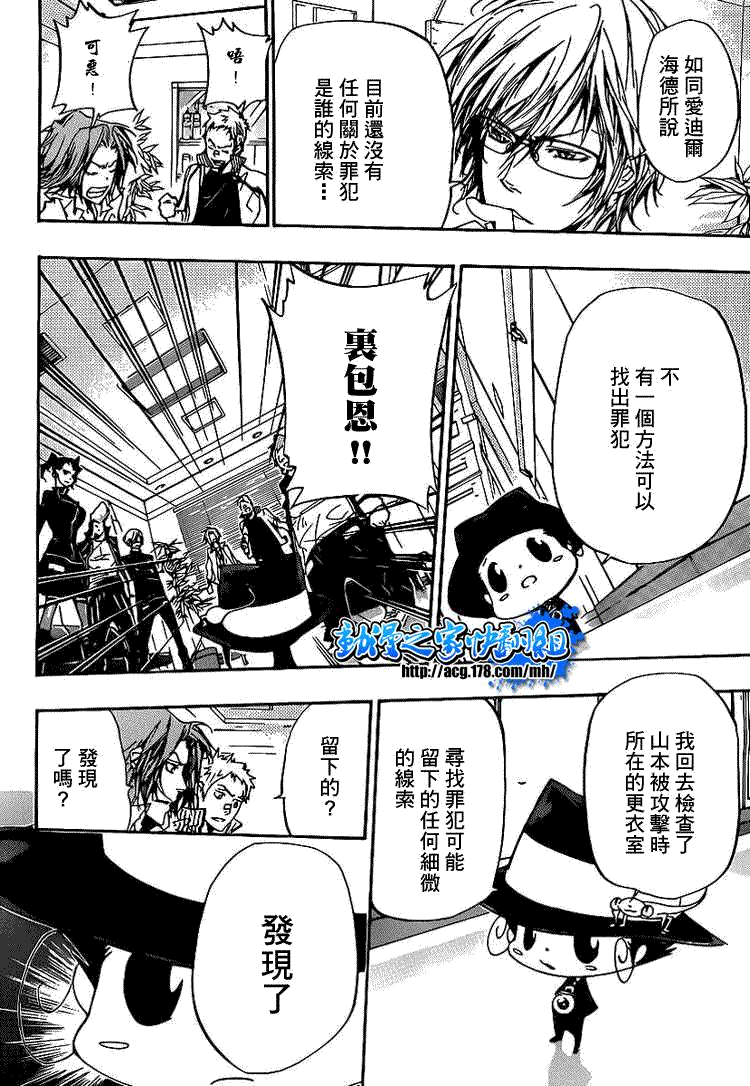 如同愛迪爾
海德所說
目前還沒有
任何關於罪犯
是誰的線索…
唔！
可惡！
不
有一個方法可以
找出罪犯
裏包恩!!
動漫之家快翻組
http://acg.178.com/mh/
我回去檢查了
山本被攻擊時
所在的更衣室
尋找罪犯可能
留下的任何細微
的線索
留下的？
發現
了嗎？
發現了